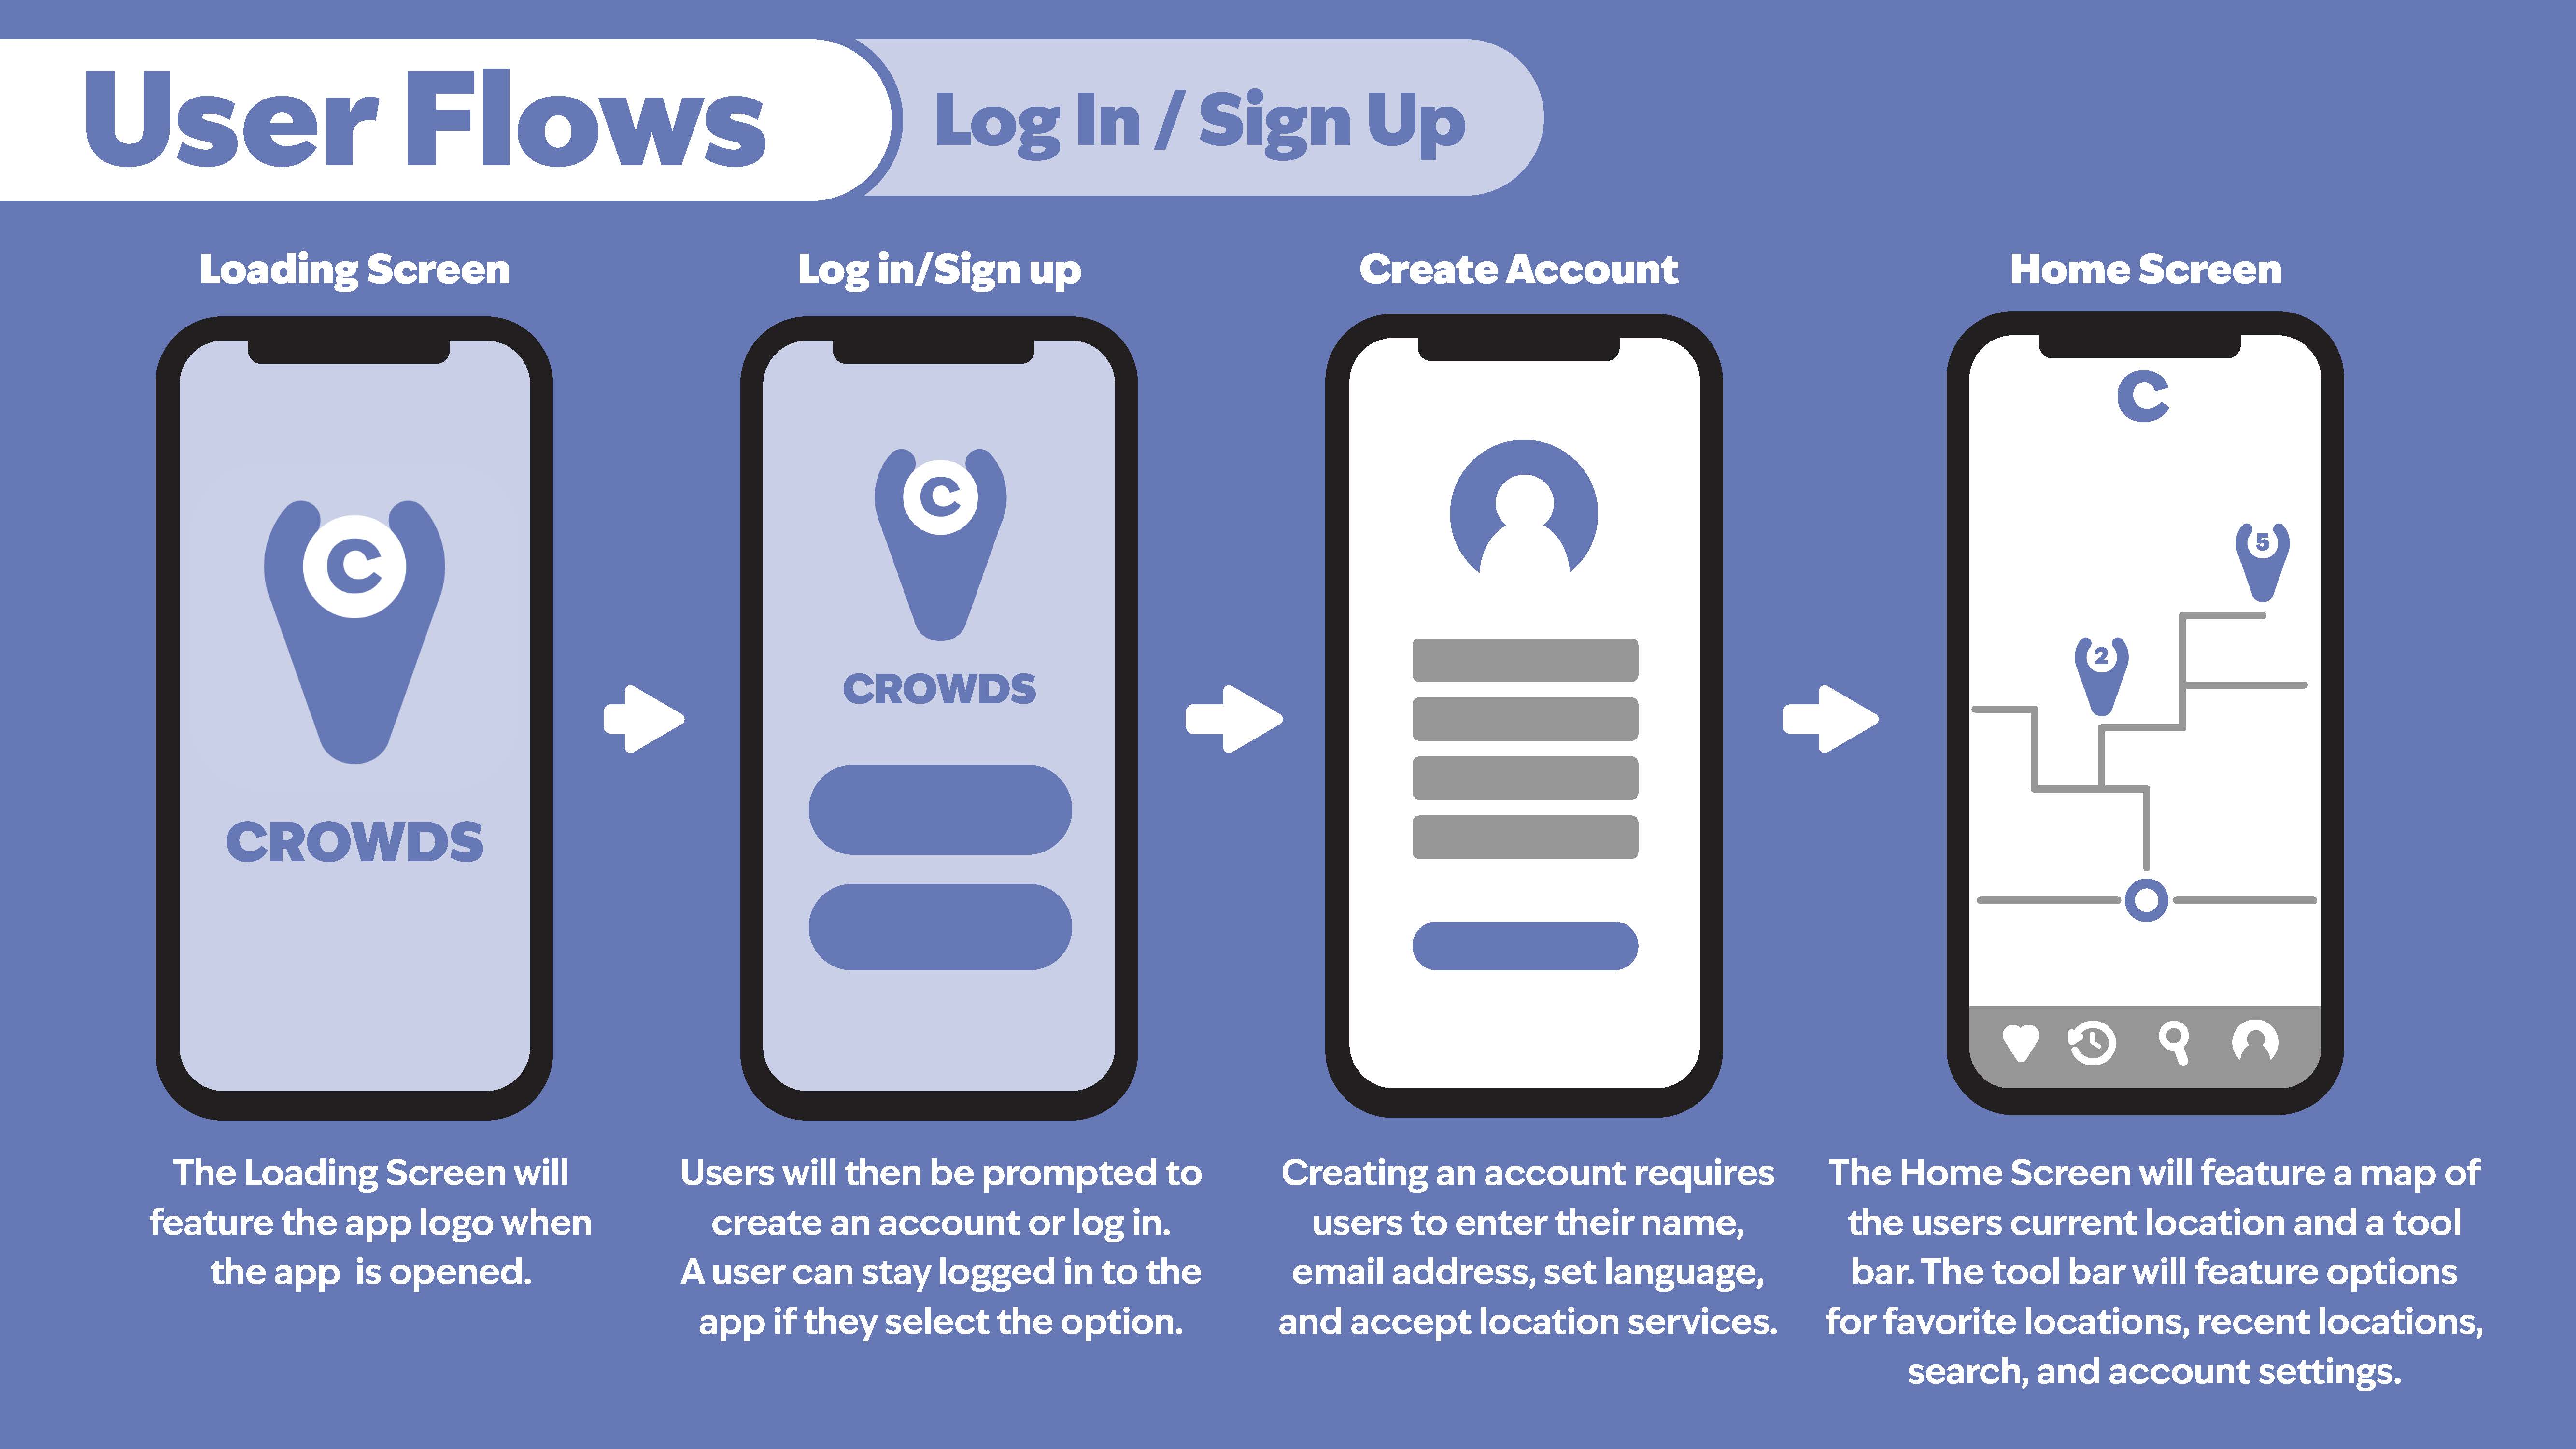 User Flows
Log In / Sign Up
Loading Screen
Log in/Sign up
Create Account
Home Screen
C
CROWDS
C
CROWDS
C
5
2
The Loading Screen will
feature the app logo when
the app is opened.
Users will then be prompted to
create an account or log in.
A user can stay logged in to the
app if they select the option.
Creating an account requires
users to enter their name,
email address, set language,
and accept location services.
The Home Screen will feature a map of
the users current location and a tool
bar. The tool bar will feature options
for favorite locations, recent locations,
search, and account settings.